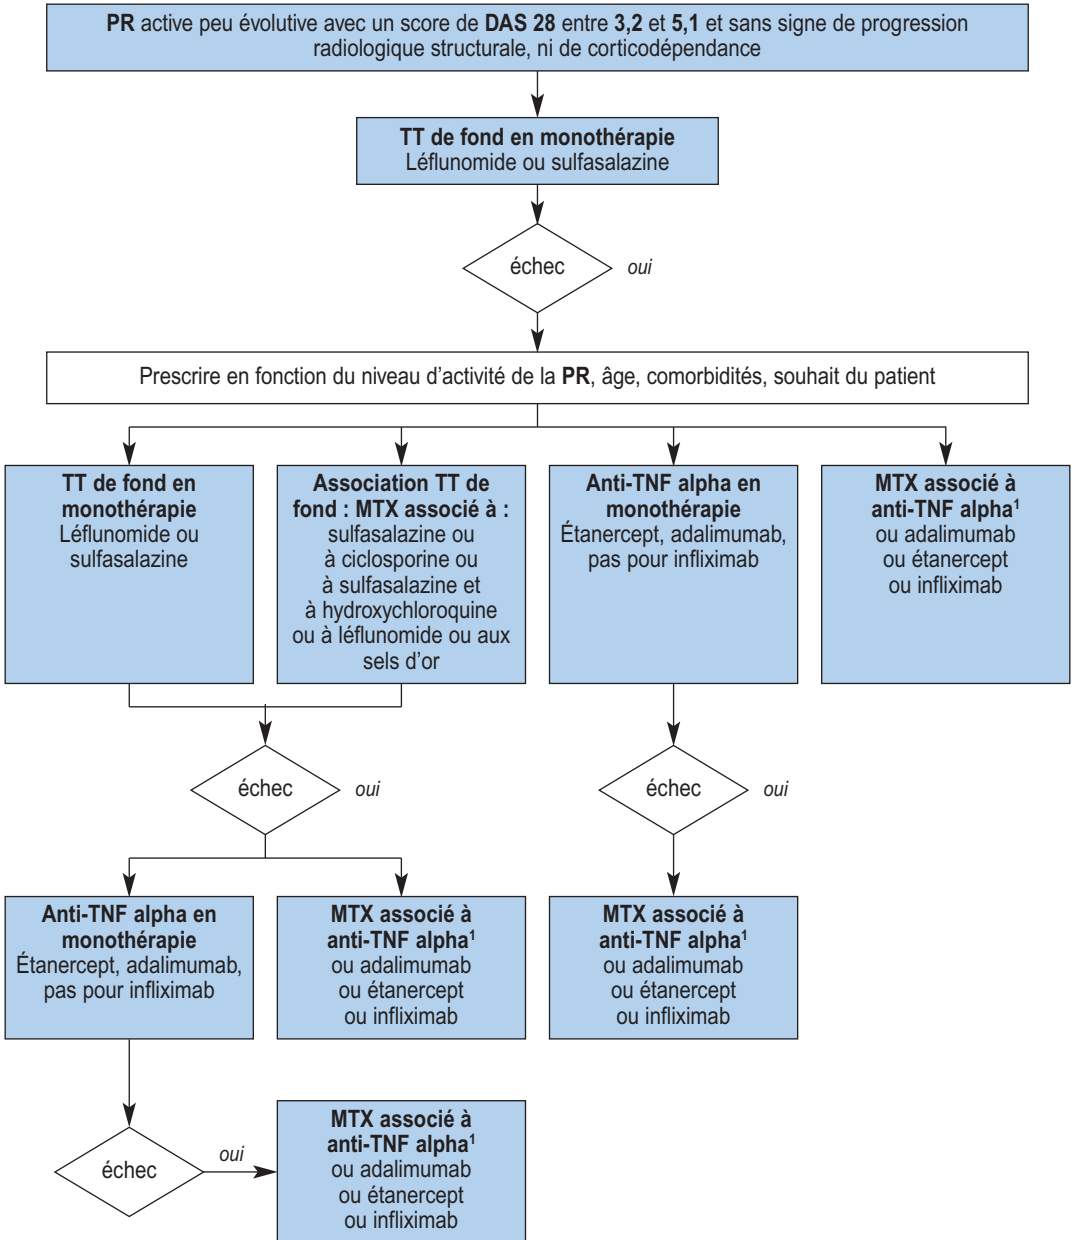 PR active peu évolutive avec un score de DAS 28 entre 3,2 et 5,1 et sans signe de progression
radiologique structurale, ni de corticodépendance
TT de fond en monothérapie
Léflunomide ou sulfasalazine
échec
oui
Prescrire en fonction du niveau d’activité de la PR, âge, comorbidités, souhait du patient
TT de fond en
monothérapie
Léflunomide ou
sulfasalazine
Association TT de
fond : MTX associé à :
sulfasalazine ou
à ciclosporine ou
à sulfasalazine et
à hydroxychloroquine
ou à léflunomide ou aux
sels d’or
Anti-TNF alpha en
monothérapie
Étanercept, adalimumab,
pas pour infliximab
MTX associé à
anti-TNF alpha¹
ou adalimumab
ou étanercept
ou infliximab
échec
oui
échec
oui
Anti-TNF alpha en
monothérapie
Étanercept, adalimumab,
pas pour infliximab
MTX associé à
anti-TNF alpha¹
ou adalimumab
ou étanercept
ou infliximab
MTX associé à
anti-TNF alpha¹
ou adalimumab
ou étanercept
ou infliximab
échec
oui
MTX associé à
anti-TNF alpha¹
ou adalimumab
ou étanercept
ou infliximab